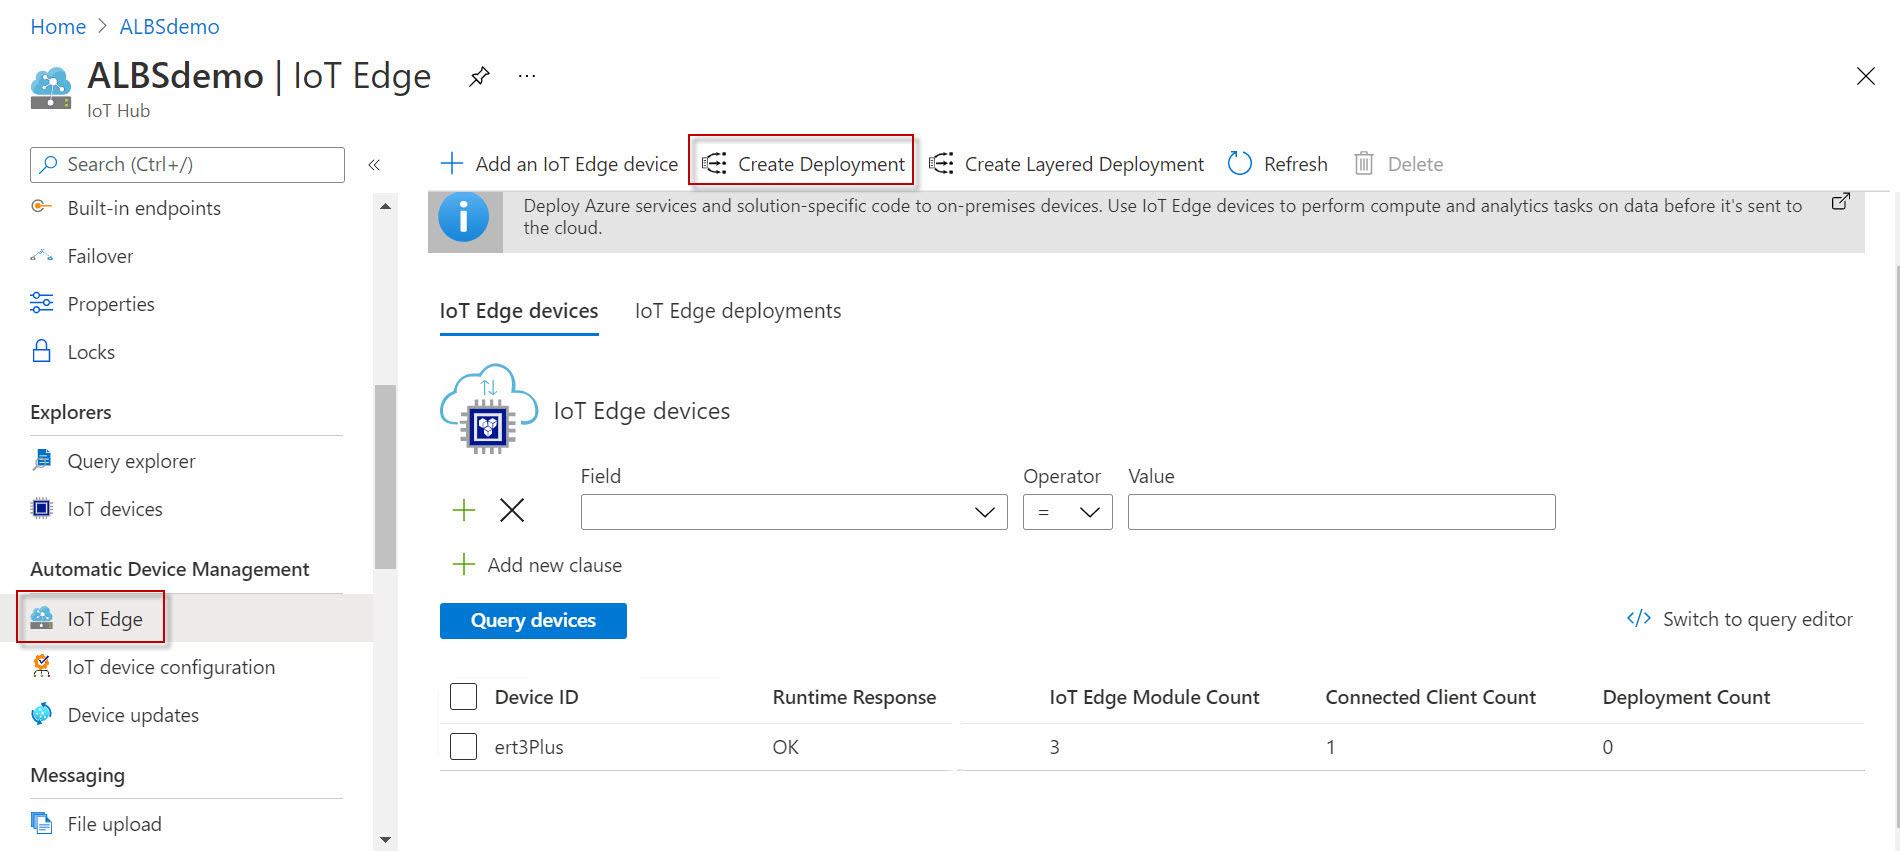 Home > ALBSdemo
ALBSdemo | IoT Edge
IoT Hub
Search (Ctrl+/)
Built-in endpoints
Failover
Properties
Locks
Explorers
Query explorer
IoT devices
Automatic Device Management
IoT Edge
IoT device configuration
Device updates
Messaging
File upload
Add an IoT Edge device Create Deployment Create Layered Deployment Refresh Delete
Deploy Azure services and solution-specific code to on-premises devices. Use IoT Edge devices to perform compute and analytics tasks on data before it's sent to
the cloud.
IoT Edge devices IoT Edge deployments
IoT Edge devices
Field Operator Value
=
Add new clause
Query devices
</> Switch to query editor
Device ID Runtime Response IoT Edge Module Count Connected Client Count Deployment Count
ert3Plus OK 3 1 0